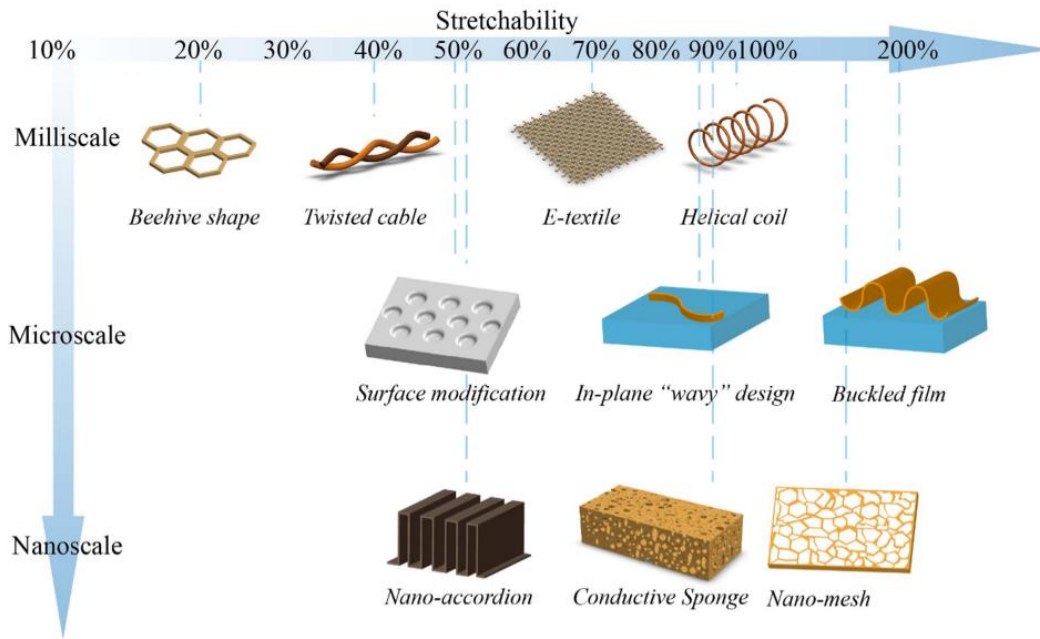 Stretchability
10% 20% 30% 40% 50% 60% 70% 80% 90% 100% 200%
Milliscale
Beehive shape Twisted cable E-textile Helical coil
Microscale
Surface modification In-plane “wavy” design Buckled film
Nanoscale
Nano-accordion Conductive Sponge Nano-mesh